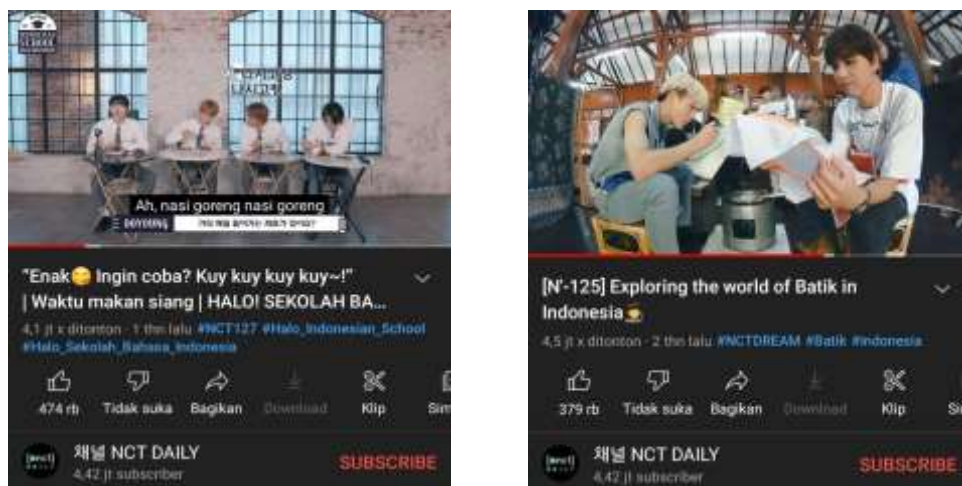 SCHOOL
Ah, nasi goreng nasi goreng
DOYOUNG
"Enak😋 Ingin coba? Kuy kuy kuy kuy~!"
| Waktu makan siang | HALO! SEKOLAH BA...
4,1 jt x ditonton · 1 thn lalu #NCT127 #Halo_Indonesian_School
#Halo_Sekolah_Bahasa_Indonesia
474 rb Tidak suka Bagikan Download Klip Sim
채널 NCT DAILY
4,42 jt subscriber
SUBSCRIBE
[N'-125] Exploring the world of Batik in
Indonesia
4,5 jt x ditonton · 2 thn lalu #NCTDREAM #Batik #Indonesia
379 rb Tidak suka Bagikan Download Klip Si
채널 NCT DAILY
4,42 jt subscriber
SUBSCRIBE